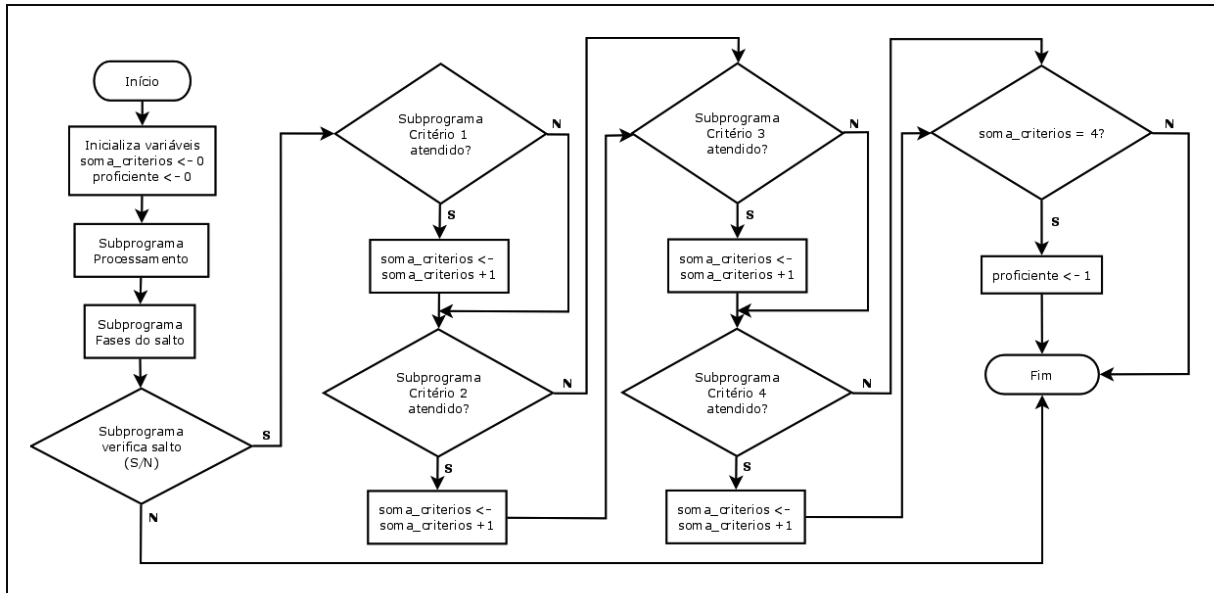 Início
Inicializa variáveis
soma_criterios <- 0
proficiente <- 0
Subprograma
Processamento
Subprograma
Fases do salto
Subprograma
verifica salto
(S/N)
S
N
Subprograma
Critério 1
atendido?
N
S
soma_criterios <-
soma_criterios +1
Subprograma
Critério 2
atendido?
N
S
soma_criterios <-
soma_criterios +1
Subprograma
Critério 3
atendido?
N
S
soma_criterios <-
soma_criterios +1
Subprograma
Critério 4
atendido?
N
S
soma_criterios <-
soma_criterios +1
soma_criterios = 4?
N
S
proficiente <- 1
Fim